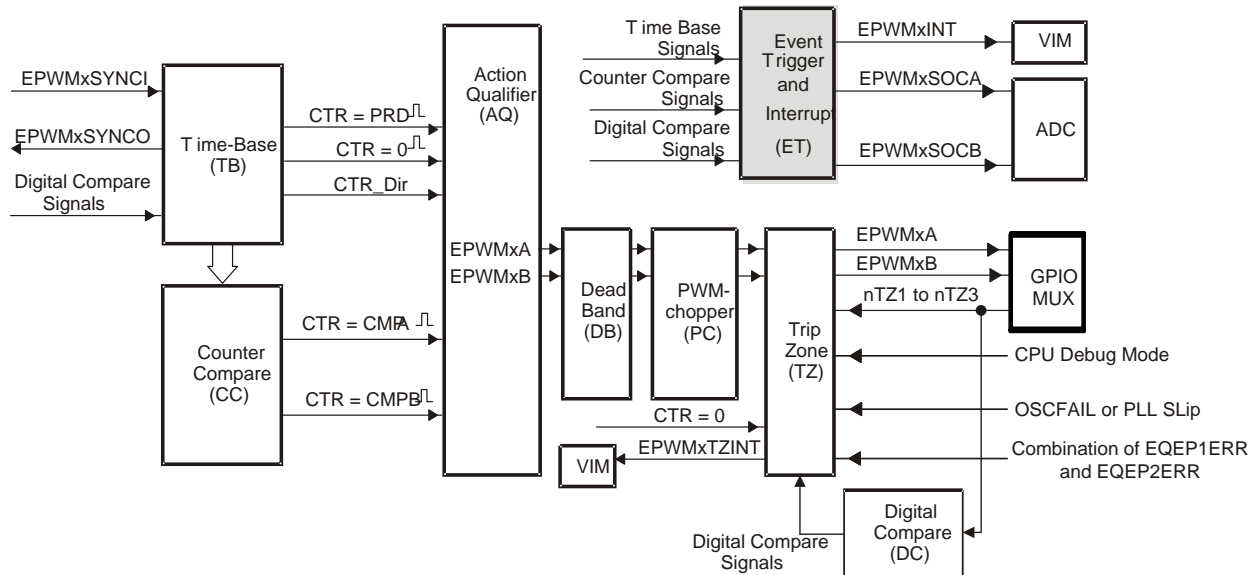 EPWMxSYNCI
EPWMxSYNCO
Digital Compare
Signals
Time-Base
(TB)
CTR = PRD
CTR = 0
CTR_Dir
Counter
Compare
(CC)
CTR = CMPA
CTR = CMPB
Action
Qualifier
(AQ)
EPWMxA
EPWMxB
Dead
Band
(DB)
PWM-
chopper
(PC)
Time Base
Signals
Counter Compare
Signals
Digital Compare
Signals
Event
Trigger
and
Interrupt
(ET)
EPWMxINT
EPWMxSOCA
EPWMxSOCB
VIM
ADC
Trip
Zone
(TZ)
EPWMxA
EPWMxB
nTZ1 to nTZ3
GPIO
MUX
CPU Debug Mode
OSCFAIL or PLL SLip
Combination of EQEP1ERR
and EQEP2ERR
CTR = 0
EPWMxTZINT
VIM
Digital Compare
Signals
Digital
Compare
(DC)